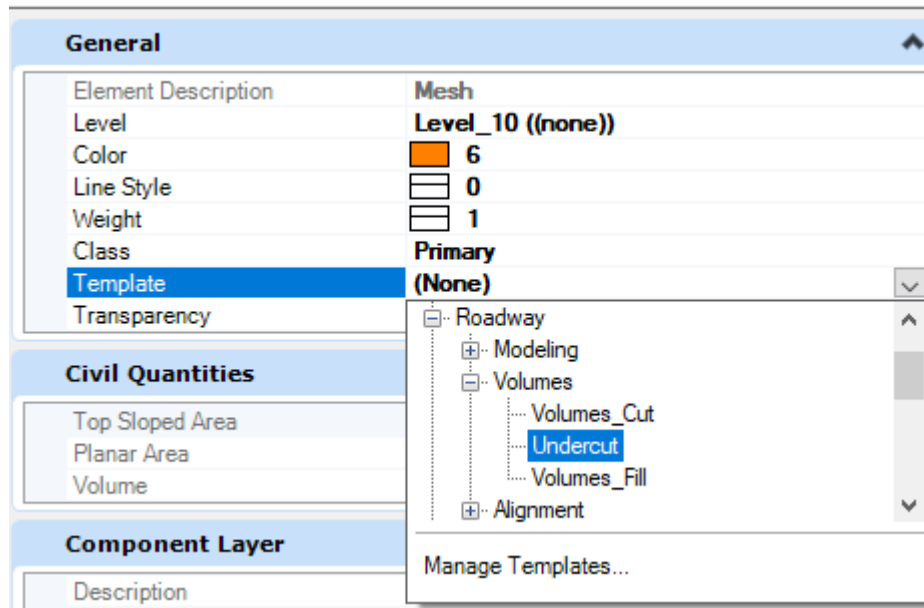 General
Element Description Mesh
Level Level_10 ((none))
Color 6
Line Style 0
Weight 1
Class Primary
Template (None)
Transparency
Roadway
Modeling
Volumes
Volumes_Cut
Undercut
Volumes_Fill
Alignment
Manage Templates...
Civil Quantities
Top Sloped Area
Planar Area
Volume
Component Layer
Description